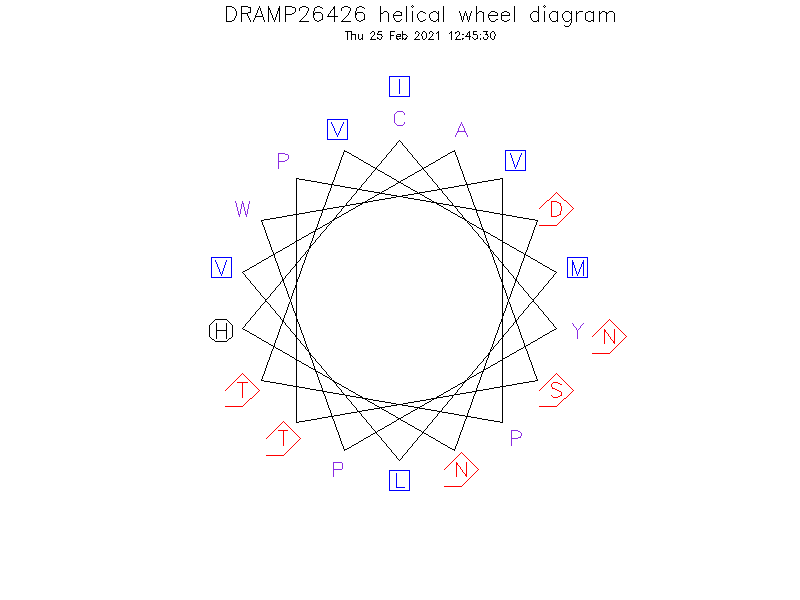 DRAMP26426 helical wheel diagram
Thu 25 Feb 2021 12:45:30
I
C
V
A
P
V
W
D
V
M
H
Y
N
T
S
T
P
P
N
L